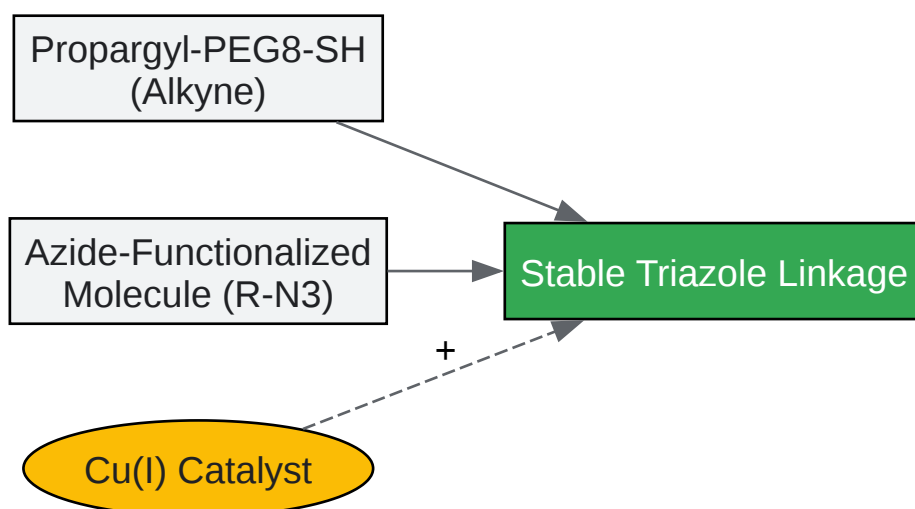 Propargyl-PEG8-SH
(Alkyne)
Azide-Functionalized
Molecule (R-N3)
Stable Triazole Linkage
+
Cu(I) Catalyst